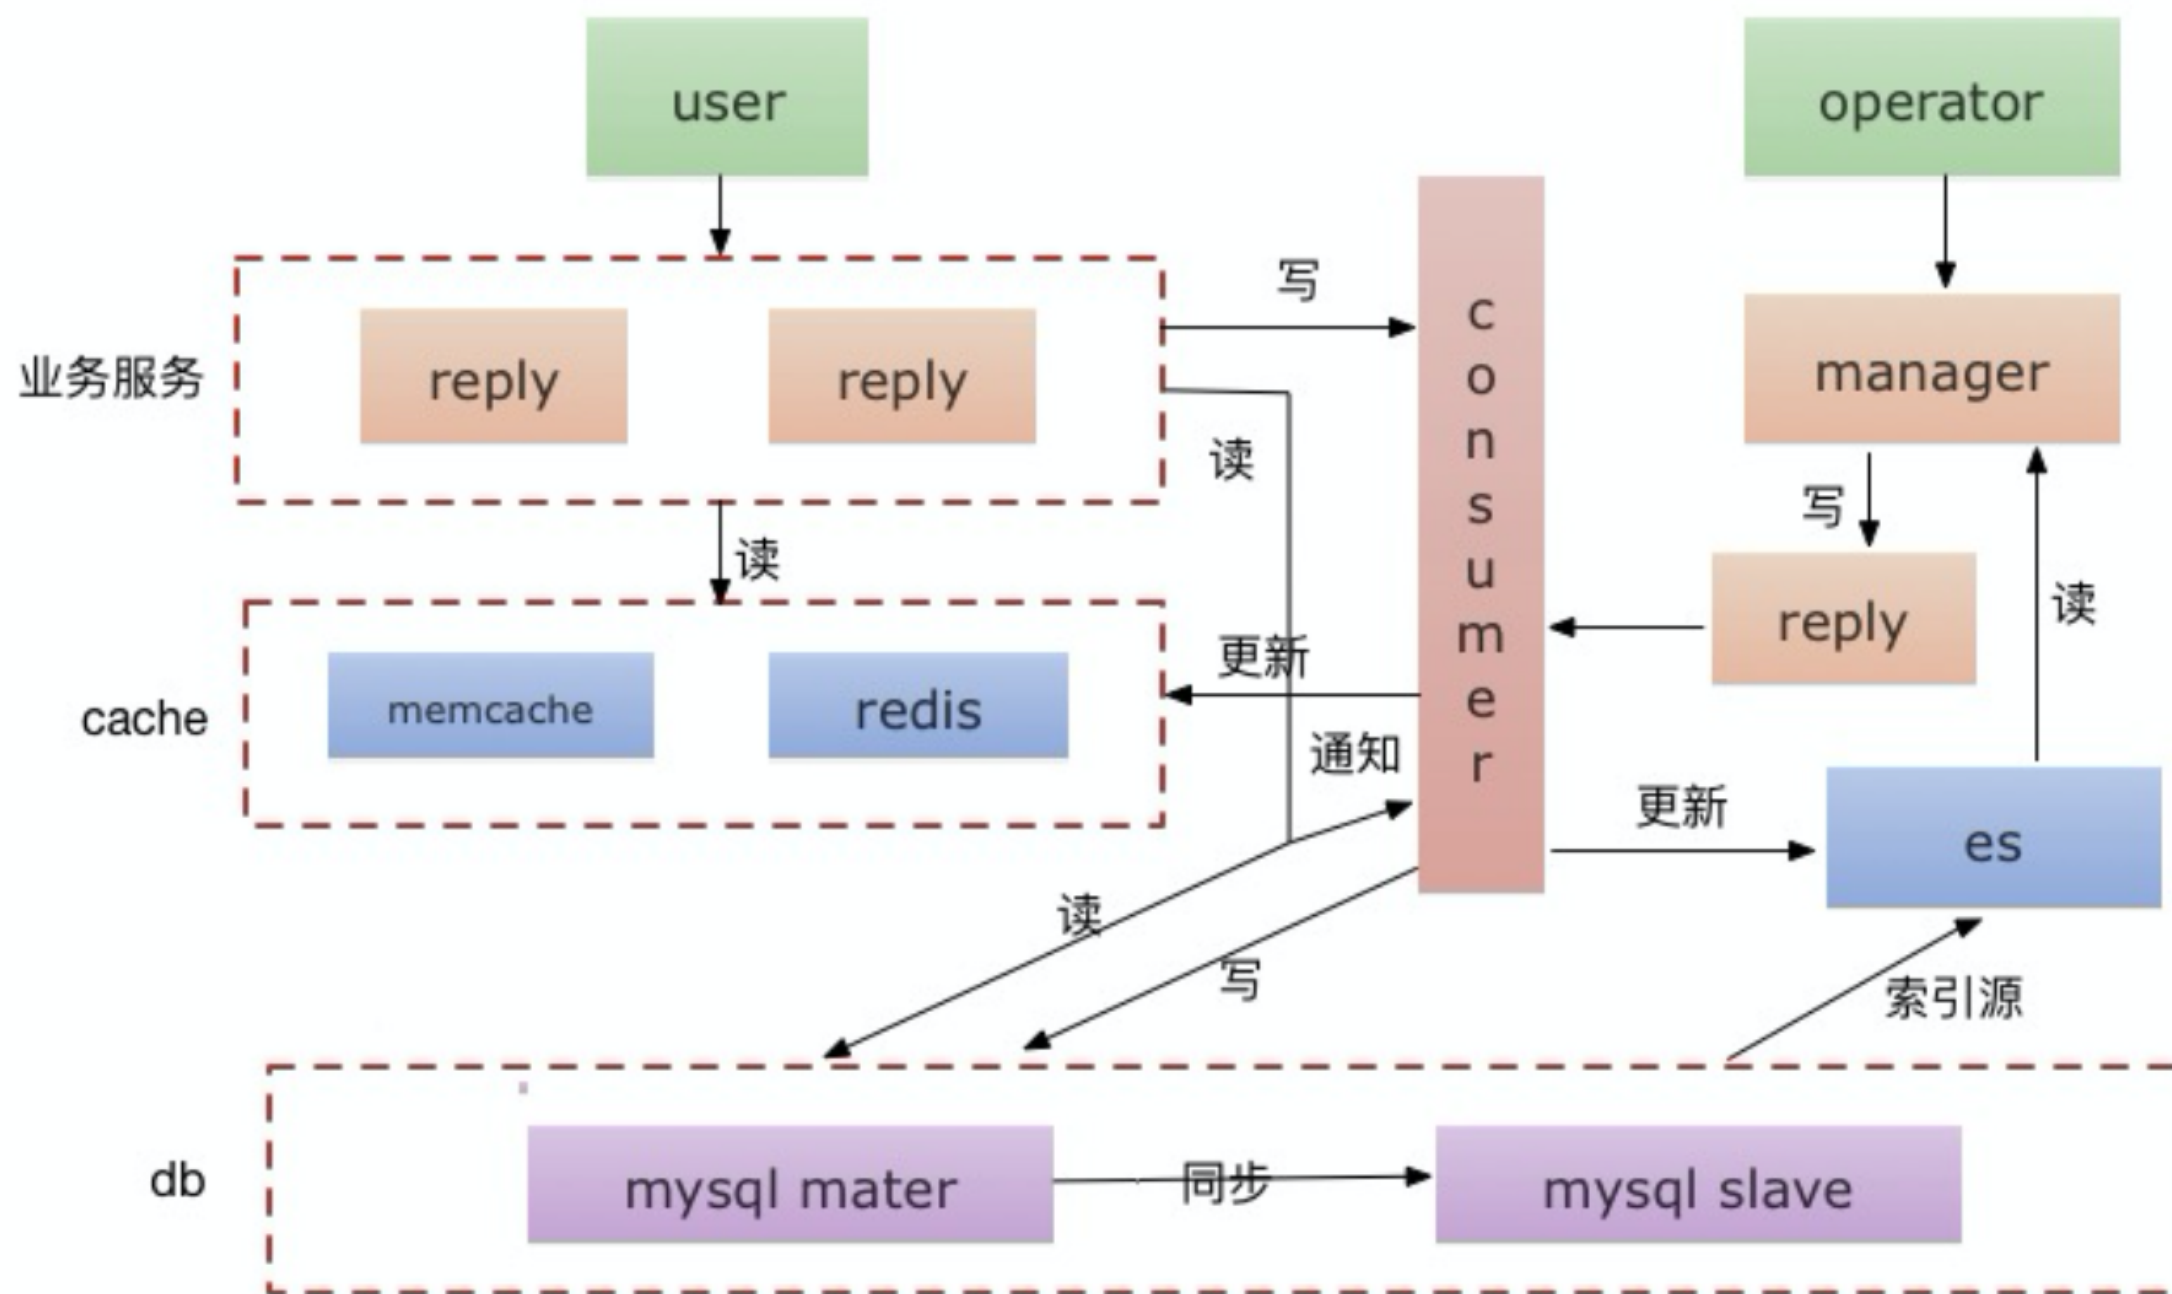 user
operator
业务服务
reply
reply
写
读
consumer
manager
写
读
reply
读
cache
memcache
redis
更新
通知
更新
es
读
写
索引源
db
mysql mater
同步
mysql slave